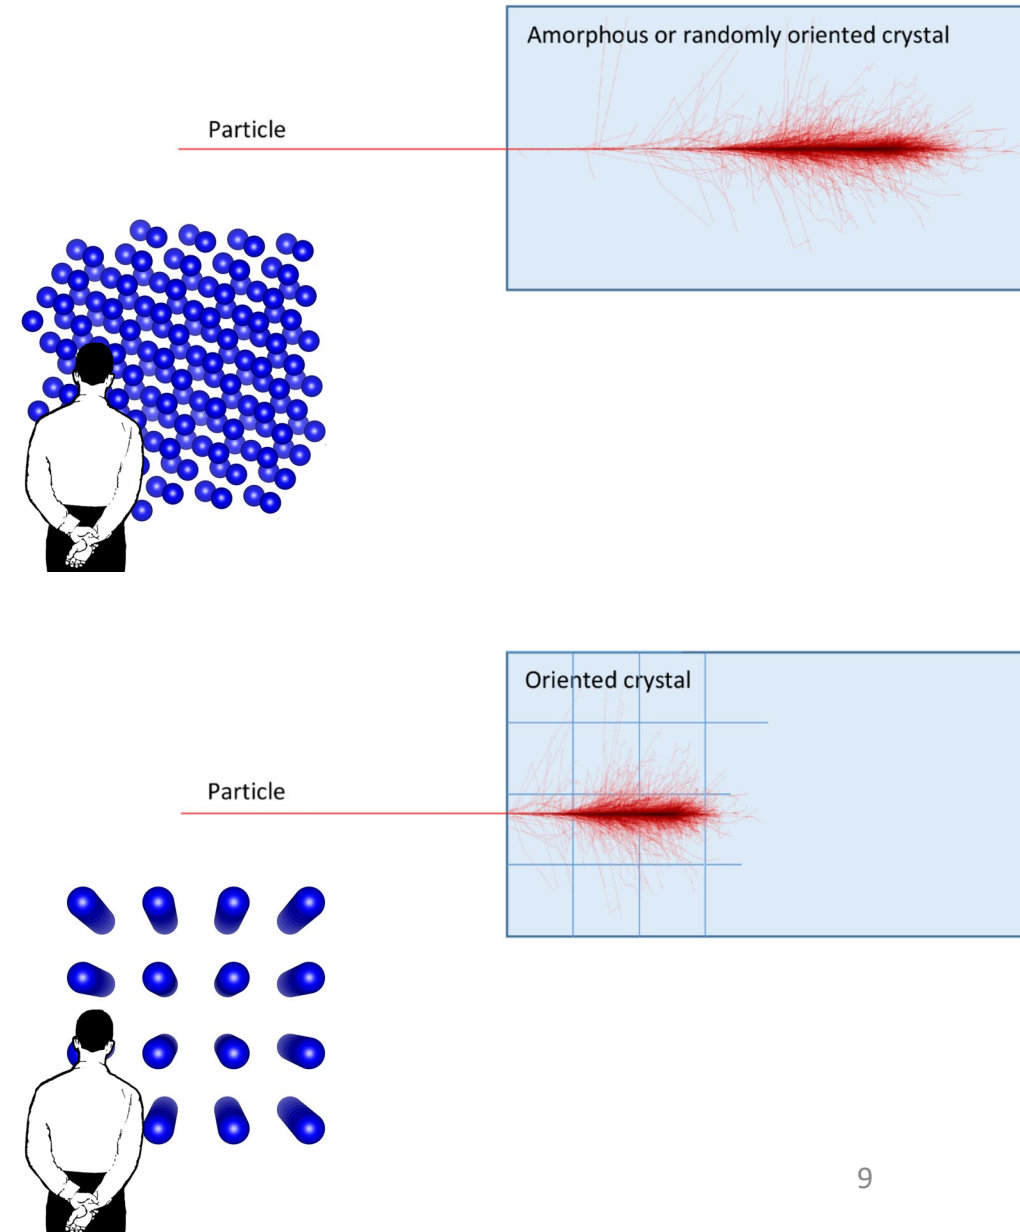 Amorphous or randomly oriented crystal
Particle
Oriented crystal
Particle
9